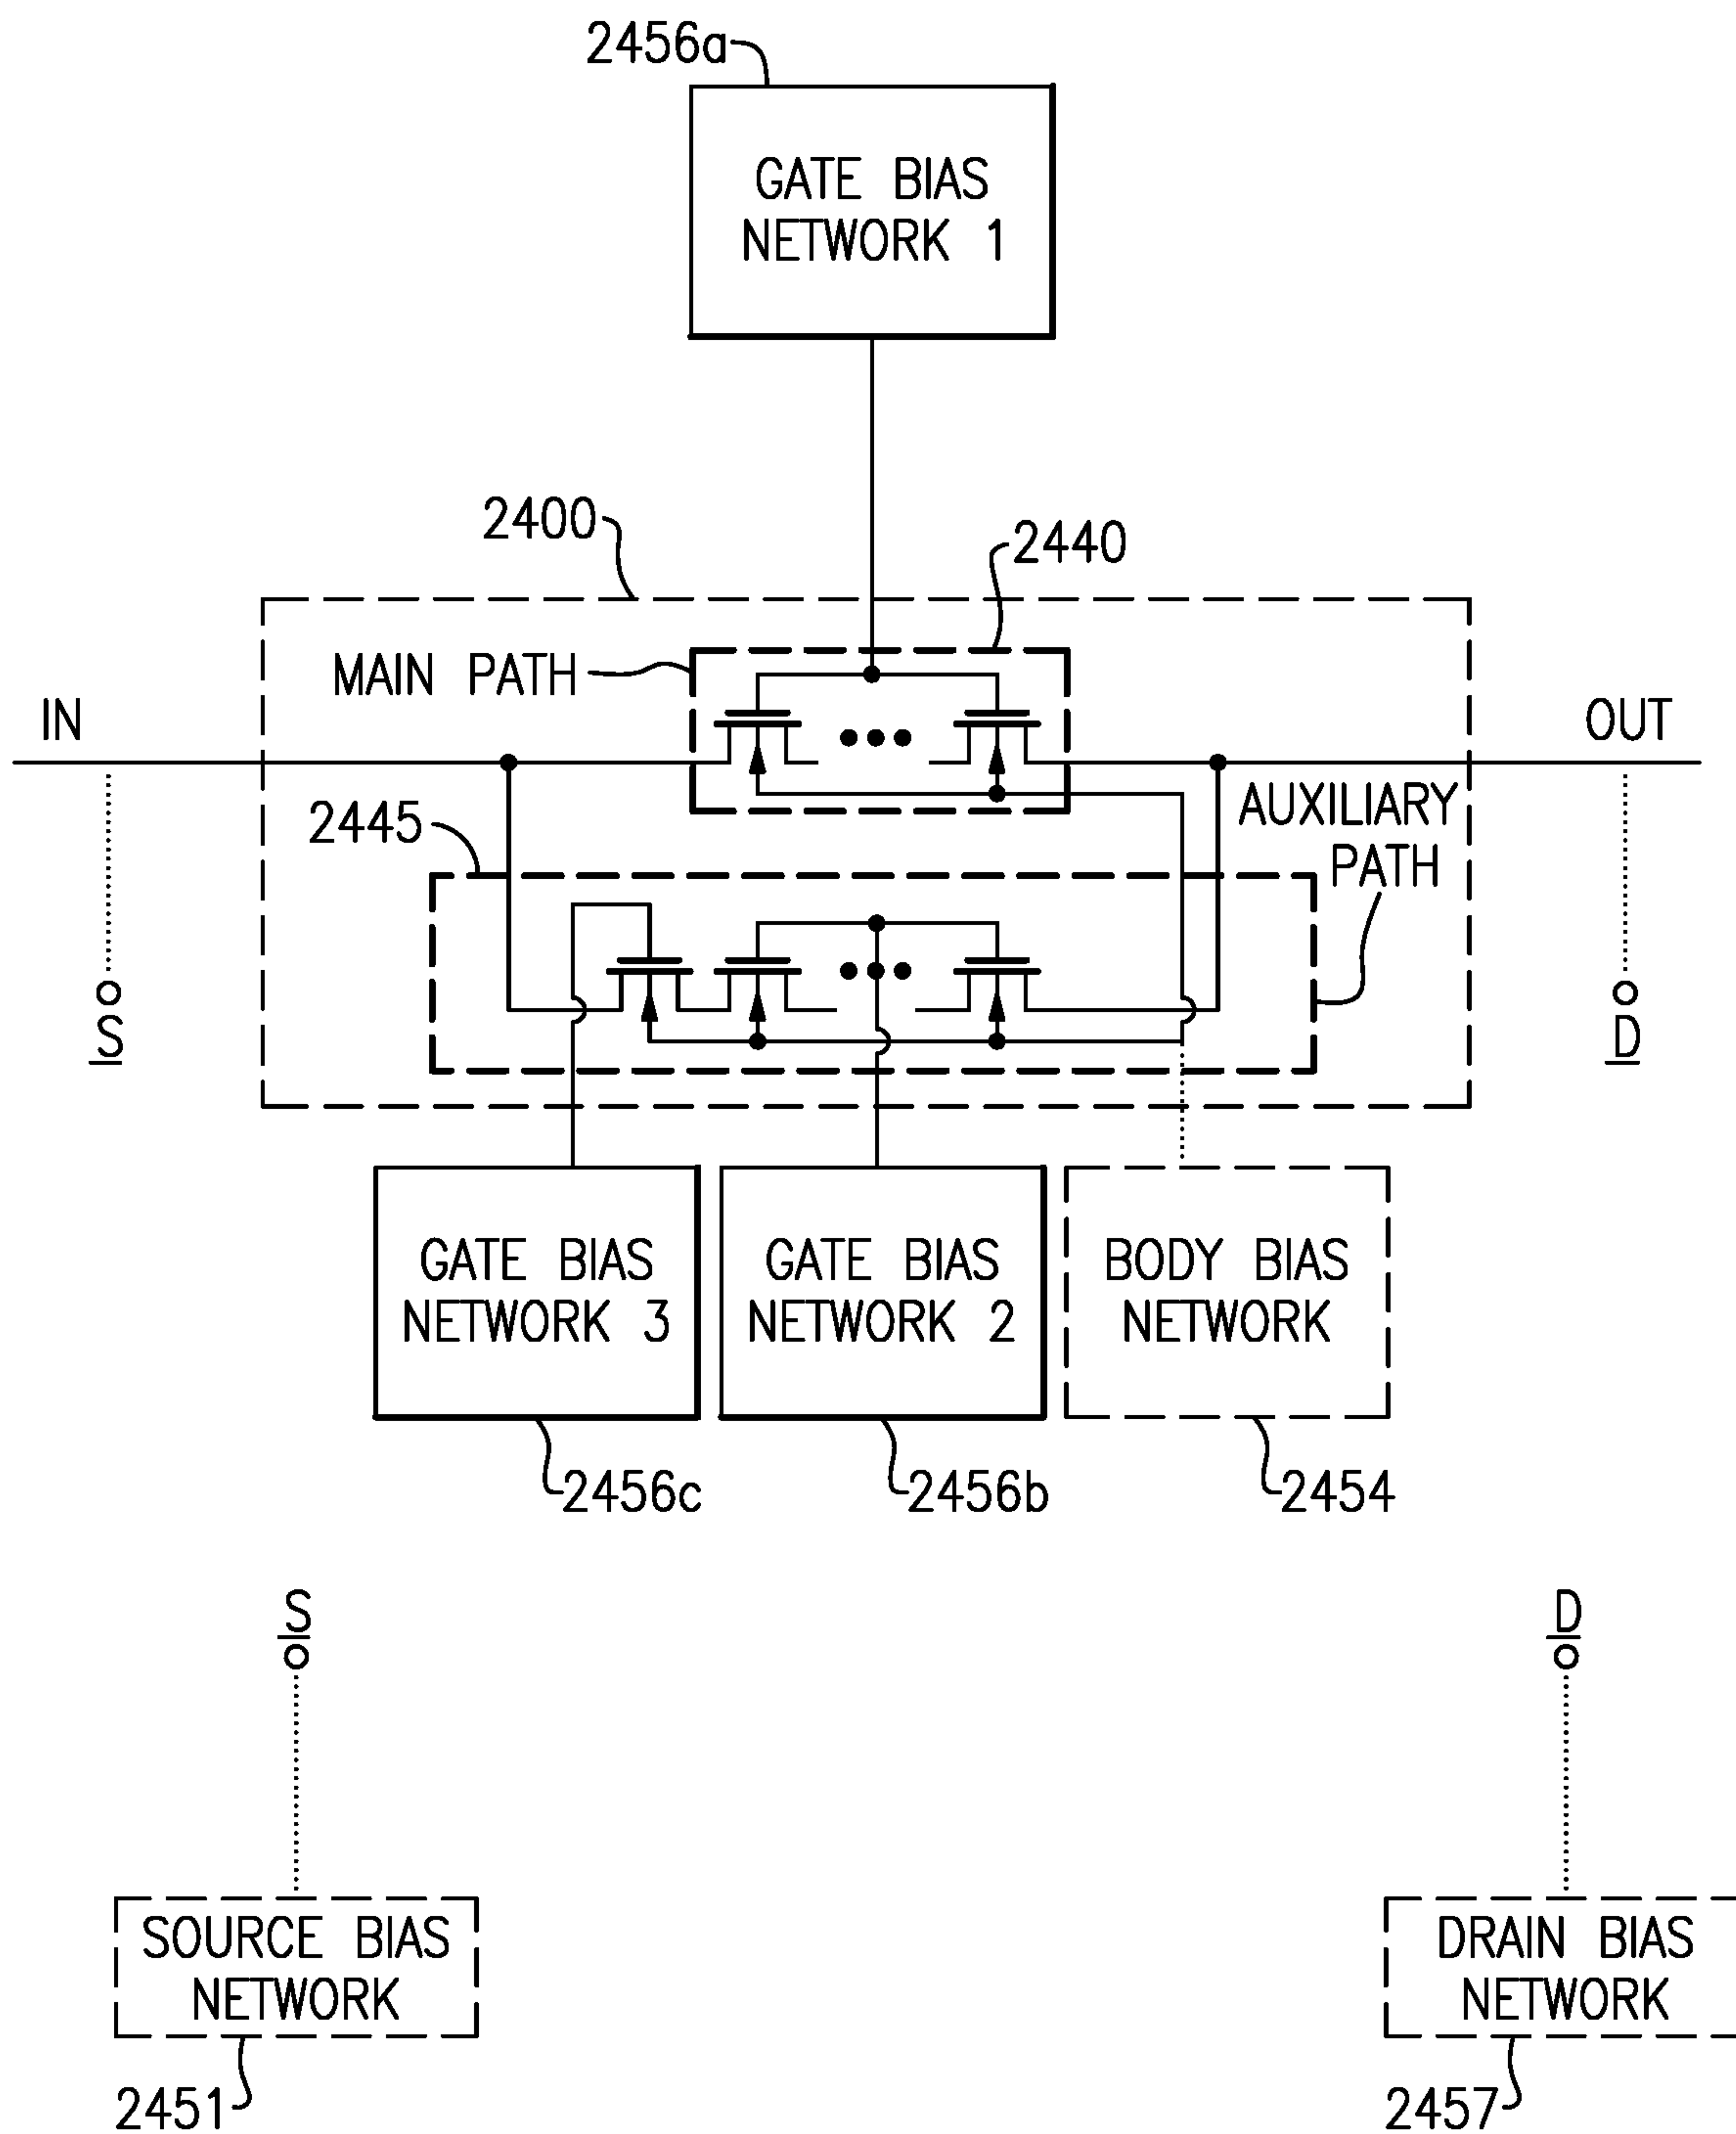 2456a
GATE BIAS
NETWORK 1
2400
2440
MAIN PATH
IN
OUT
2445
AUXILIARY
PATH
S
D
GATE BIAS
NETWORK 3
GATE BIAS
NETWORK 2
BODY BIAS
NETWORK
2456c
2456b
2454
S
D
SOURCE BIAS
NETWORK
DRAIN BIAS
NETWORK
2451
2457